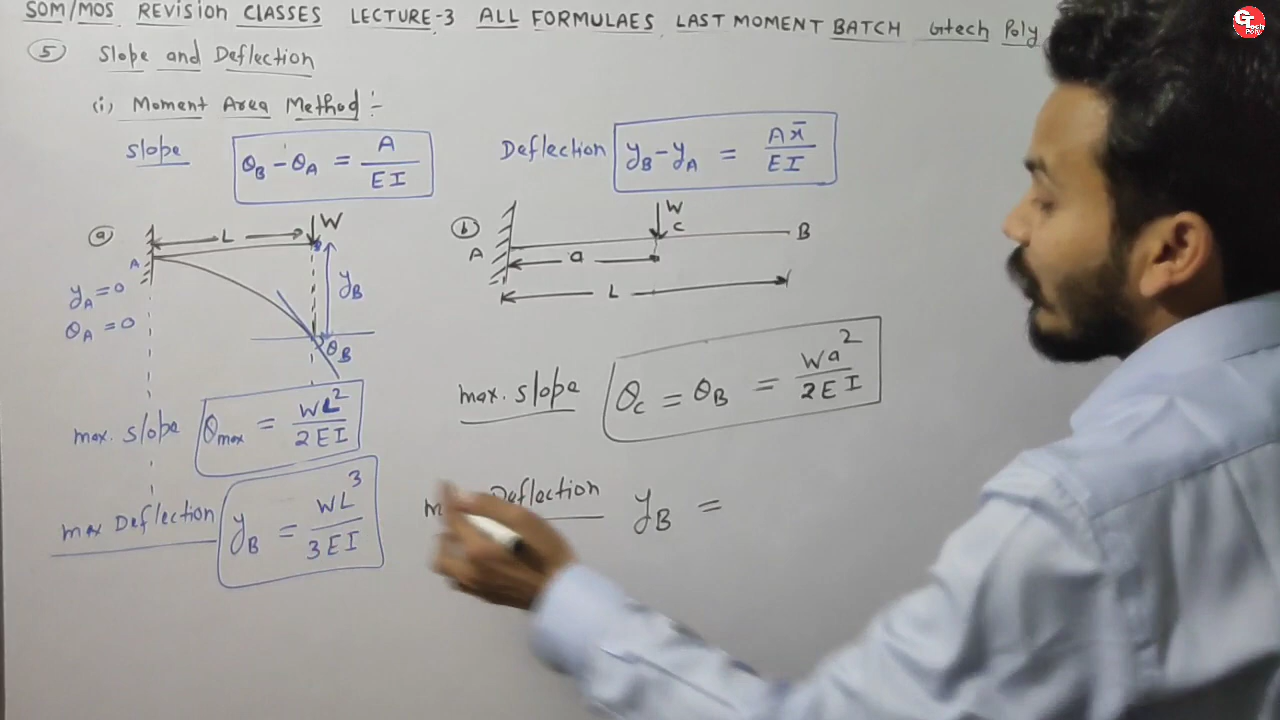 SOM/MOS REVISION CLASSES LECTURE-3 ALL FORMULAES LAST MOMENT BATCH Gtech Poly
⑤ Slope and Deflection
(i) Moment Area Method :-
Slope θB - θA = A / EI
Deflection yB - yA = A x̄ / EI
ⓐ
L
W
A
yA = 0
θA = 0
yB
θB
max. slope θmax = WL² / 2EI
max Deflection yB = WL³ / 3EI
ⓑ
W
C
A
B
a
L
max. slope θc = θB = Wa² / 2EI
Deflection yB =